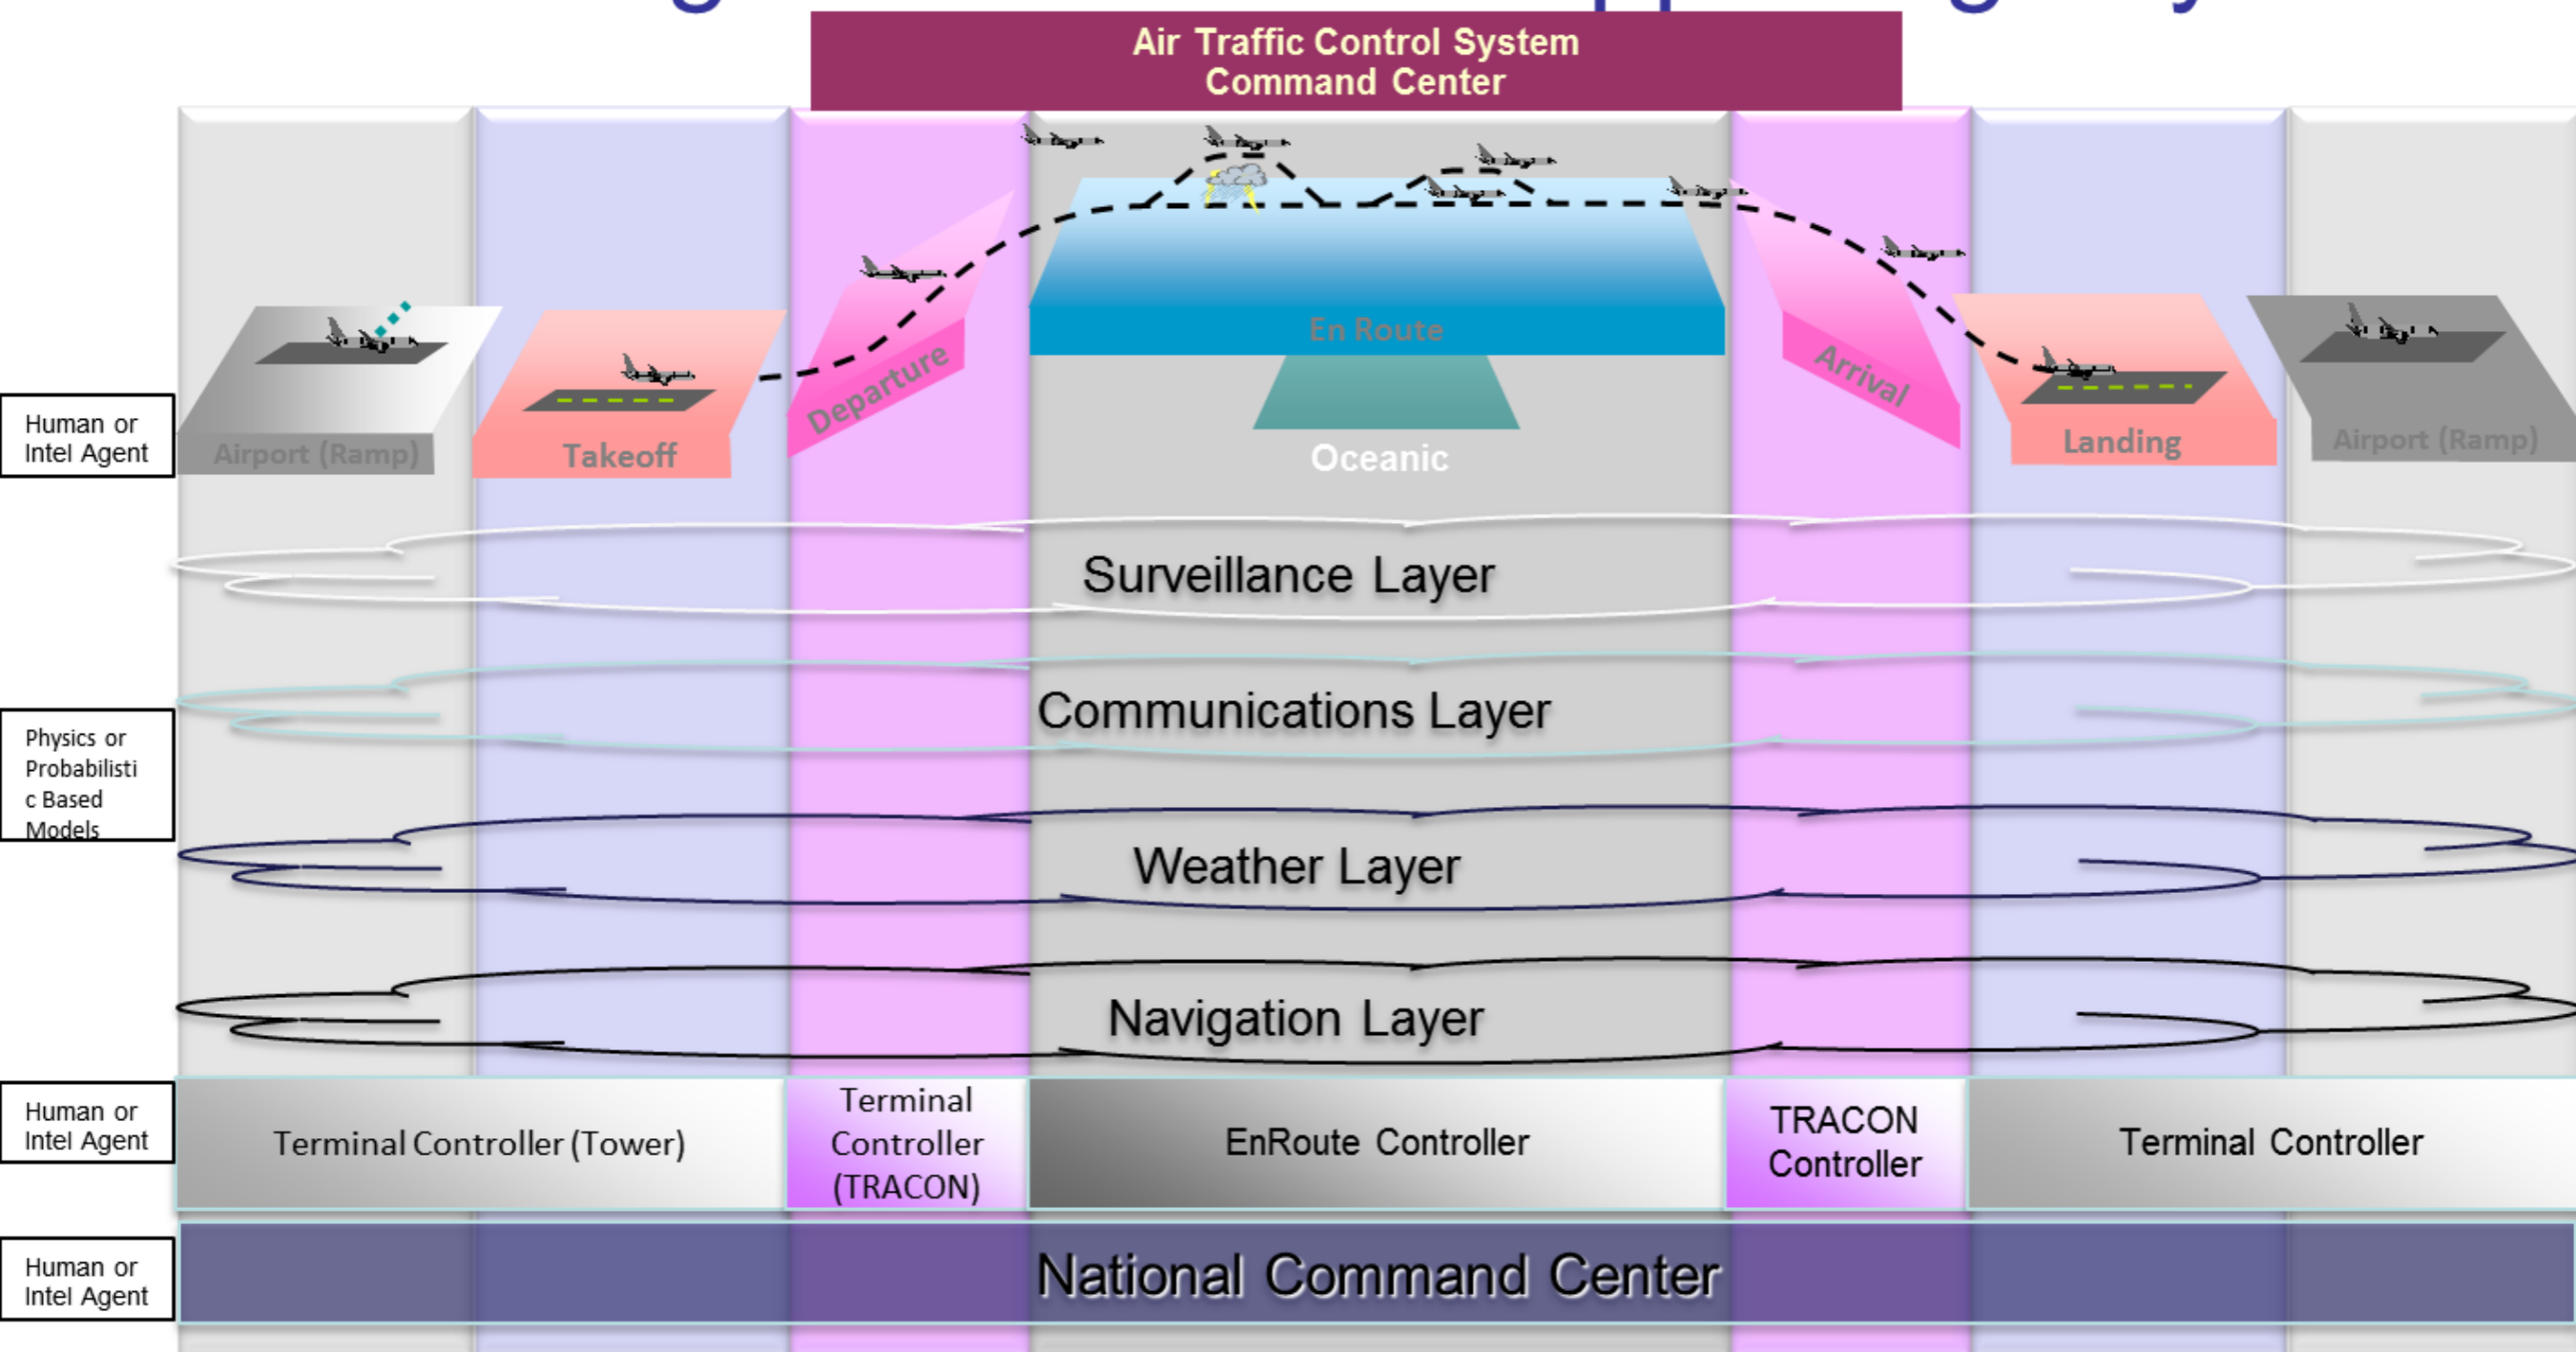 Air Traffic Control System
Command Center
Human or
Intel Agent
Airport (Ramp)
Takeoff
Departure
En Route
Oceanic
Arrival
Landing
Airport (Ramp)
Surveillance Layer
Communications Layer
Physics or
Probabilisti
c Based
Models
Weather Layer
Navigation Layer
Human or
Intel Agent
Terminal Controller (Tower)
Terminal
Controller
(TRACON)
EnRoute Controller
TRACON
Controller
Terminal Controller
Human or
Intel Agent
National Command Center